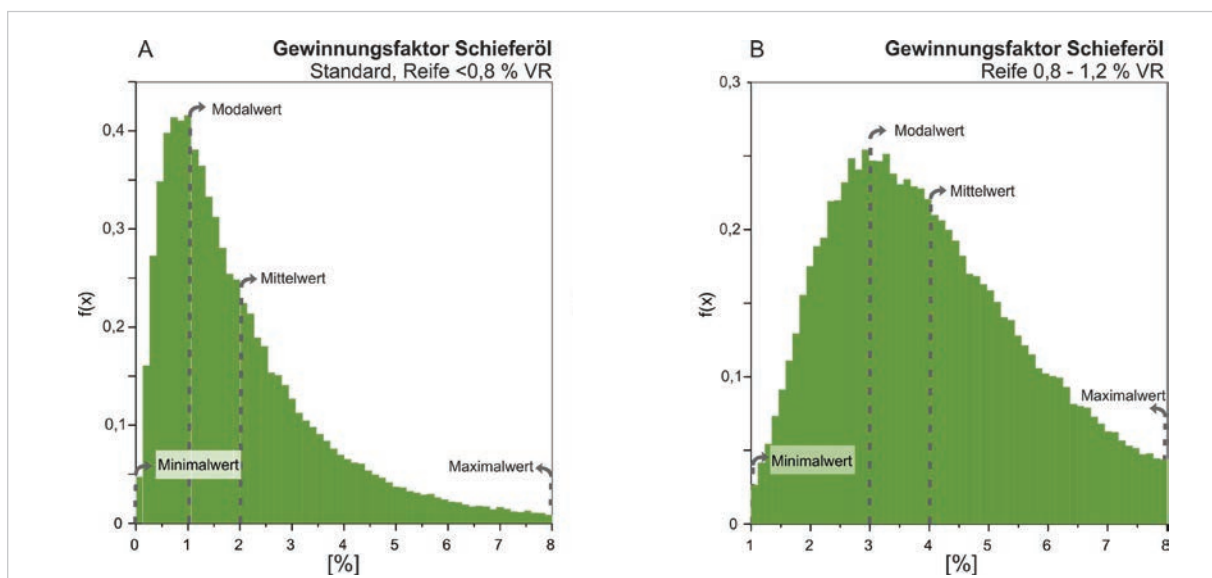 A
Gewinnungsfaktor Schieferöl
Standard, Reife <0,8 % VR
0,4
0,3
0,2
0,1
0
f(x)
Modalwert
Mittelwert
Minimalwert
Maximalwert
0 1 2 3 4 5 6 7 8
[%]
B
Gewinnungsfaktor Schieferöl
Reife 0,8 - 1,2 % VR
0,3
0,2
0,1
0
f(x)
Modalwert
Mittelwert
Maximalwert
Minimalwert
1 2 3 4 5 6 7 8
[%]